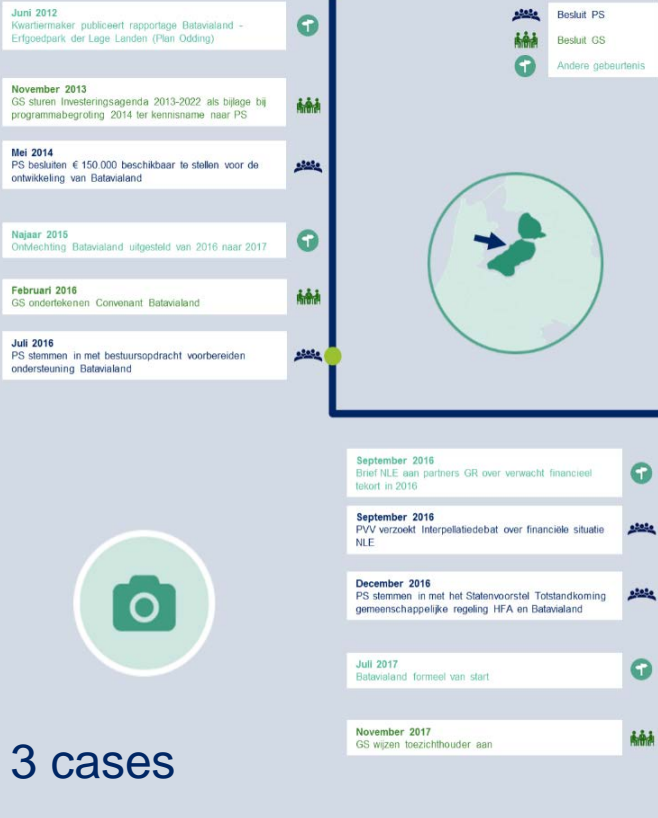 Juni 2012
Kwartiermaker publiceert rapportage Batavialand -
Erfgoedpark der Lage Landen (Plan Odding)
November 2013
GS sturen Investeringsagenda 2013-2022 als bijlage bij
programmabegroting 2014 ter kennisname naar PS
Mei 2014
PS besluiten € 150.000 beschikbaar te stellen voor de
ontwikkeling van Batavialand
Najaar 2015
Ontvlechting Batavialand uitgesteld van 2016 naar 2017
Februari 2016
GS ondertekenen Convenant Batavialand
Juli 2016
PS stemmen in met bestuursopdracht voorbereiden
ondersteuning Batavialand
Besluit PS
Besluit GS
Andere gebeurtenis
September 2016
Brief NLE aan partners GR over verwacht financieel
tekort in 2016
September 2016
PVV verzoekt Interpellatiedebat over financiële situatie
NLE
December 2016
PS stemmen in met het Statenvoorstel Totstandkoming
gemeenschappelijke regeling HFA en Batavialand
Juli 2017
Batavialand formeel van start
November 2017
GS wijzen toezichthouder aan
3 cases